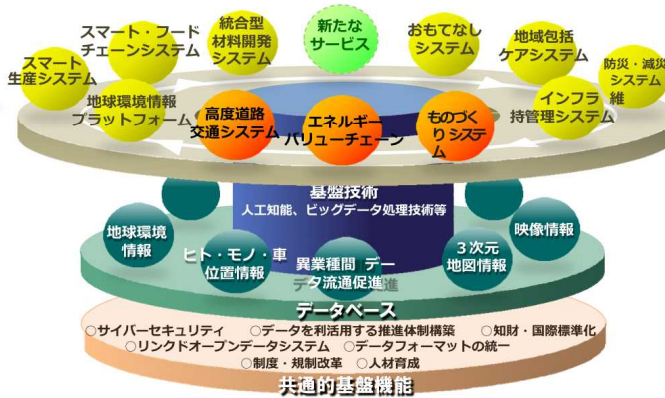 新たな
サービス
統合型
材料開発
システム
おもてなし
システム
スマート・フード
チェーンシステム
地域包括
ケアシステム
スマート
生産システム
防災・減災
システム
地球環境情報
プラットフォーム
高度道路
交通システム
エネルギー
バリューチェーン
ものづく
りシステ
ム
インフラ
維
持管理システム
基盤技術
人工知能、ビッグデータ処理技術等
地球環境
情報
ヒト・モノ・車
位置情報
異業種間 デー
タ流通促進
データ流通促進
3次元
地図情報
映像情報
データベース
○サイバーセキュリティ ○データを利活用する推進体制構築 ○知財・国際標準化
○リンクドオープンデータシステム ○データフォーマットの統一
○制度・規制改革 ○人材育成
共通的基盤機能